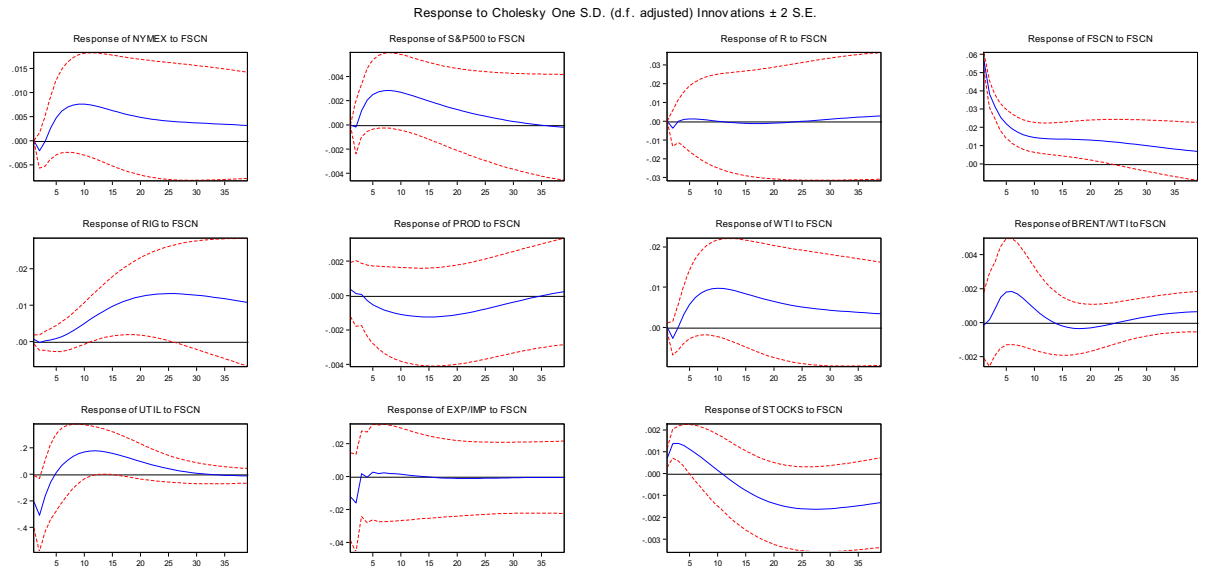 Response to Cholesky One S.D. (d.f. adjusted) Innovations ± 2 S.E.
Response of NYMEX to FSCN
.015
.010
.005
.000
-.005
5 10 15 20 25 30 35
Response of S&P500 to FSCN
.004
.002
.000
-.002
-.004
5 10 15 20 25 30 35
Response of R to FSCN
.03
.02
.01
.00
-.01
-.02
-.03
5 10 15 20 25 30 35
Response of FSCN to FSCN
.06
.05
.04
.03
.02
.01
.00
5 10 15 20 25 30 35
Response of RIG to FSCN
.02
.01
.00
5 10 15 20 25 30 35
Response of PROD to FSCN
.002
.000
-.002
-.004
5 10 15 20 25 30 35
Response of WTI to FSCN
.02
.01
.00
5 10 15 20 25 30 35
Response of BRENT/WTI to FSCN
.004
.002
.000
-.002
5 10 15 20 25 30 35
Response of UTIL to FSCN
.2
.0
-.2
-.4
5 10 15 20 25 30 35
Response of EXP/IMP to FSCN
.02
.00
-.02
-.04
5 10 15 20 25 30 35
Response of STOCKS to FSCN
.002
.001
.000
-.001
-.002
-.003
5 10 15 20 25 30 35